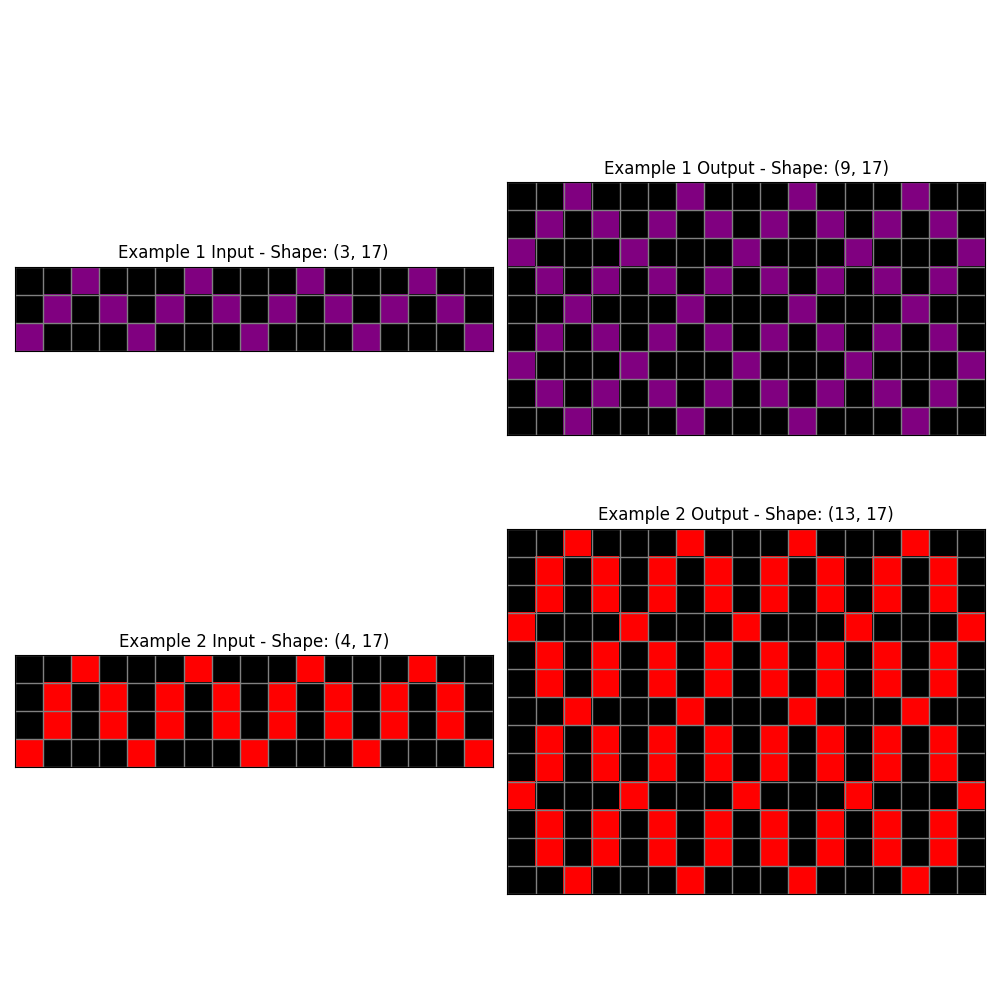 Example 1 Output - Shape: (9, 17)
Example 1 Input - Shape: (3, 17)
Example 2 Output - Shape: (13, 17)
Example 2 Input - Shape: (4, 17)